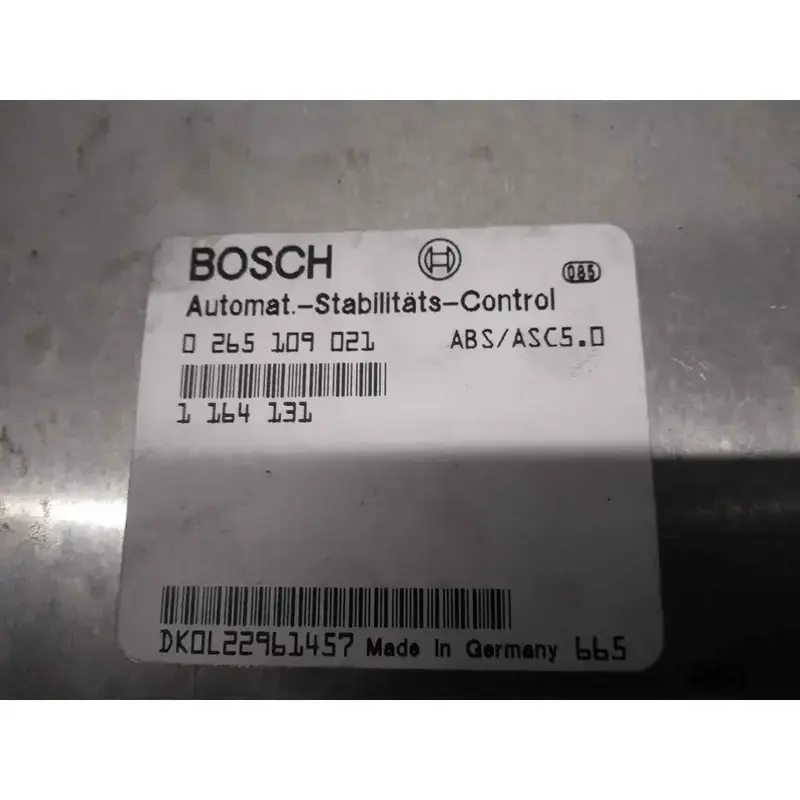 BOSCH 085
Automat.-Stabilitäts-Control
0 265 109 021 ABS/ASC5.0
1 164 131
DK0L22961457 Made in Germany 665